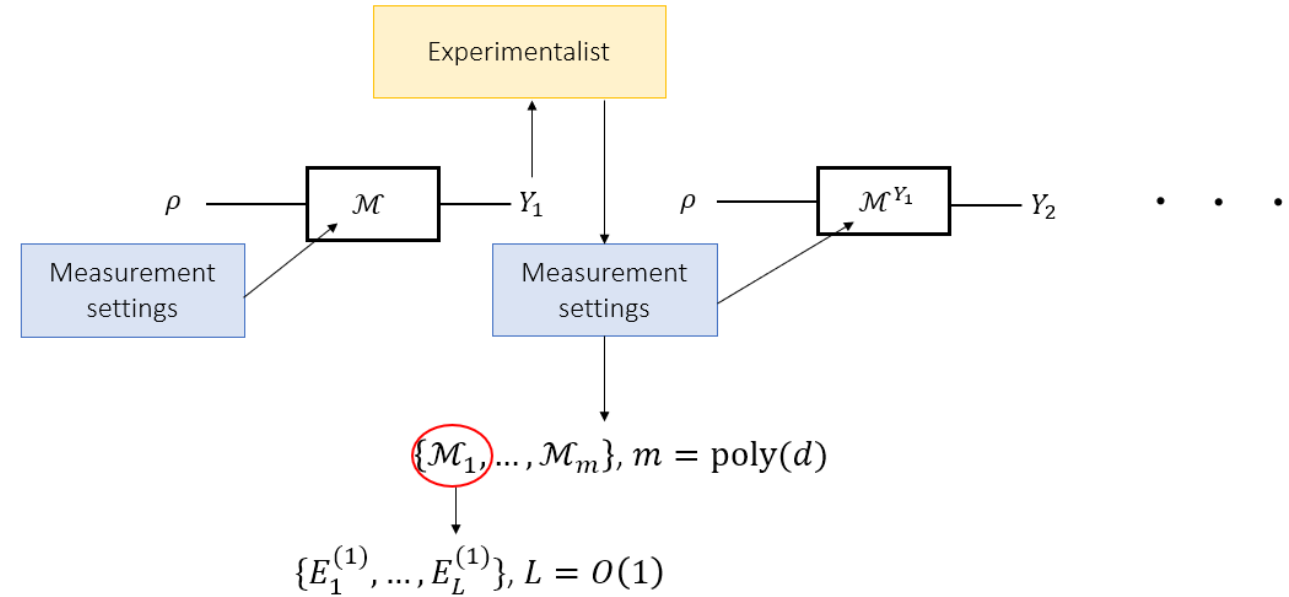 Experimentalist
ρ
ℳ
Y₁
ρ
ℳ^{Y₁}
Y₂
. . .
Measurement
settings
Measurement
settings
{ℳ₁, … , ℳₘ}, m = poly(d)
{E₁⁽¹⁾, … , E_L⁽¹⁾}, L = O(1)